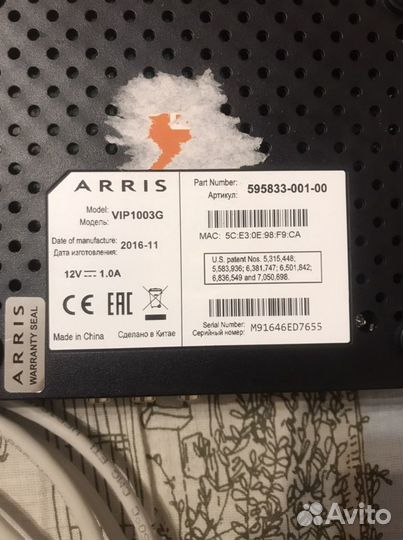 ARRIS
Model: VIP1003G
Модель:
Date of manufacture: 2016-11
Дата изготовления:
12V 1.0A
CE EAC
Made in China Сделано в Китае
Part Number: 595833-001-00
Артикул:
MAC: 5C:E3:0E:98:F9:CA
U.S. patent Nos. 5,315,448;
5,583,936; 6,381,747; 6,501,842;
6,836,549 and 7,050,698.
Serial Number: M91646ED7655
Серийный номер:
ARRIS
WARRANTY SEAL
Avito